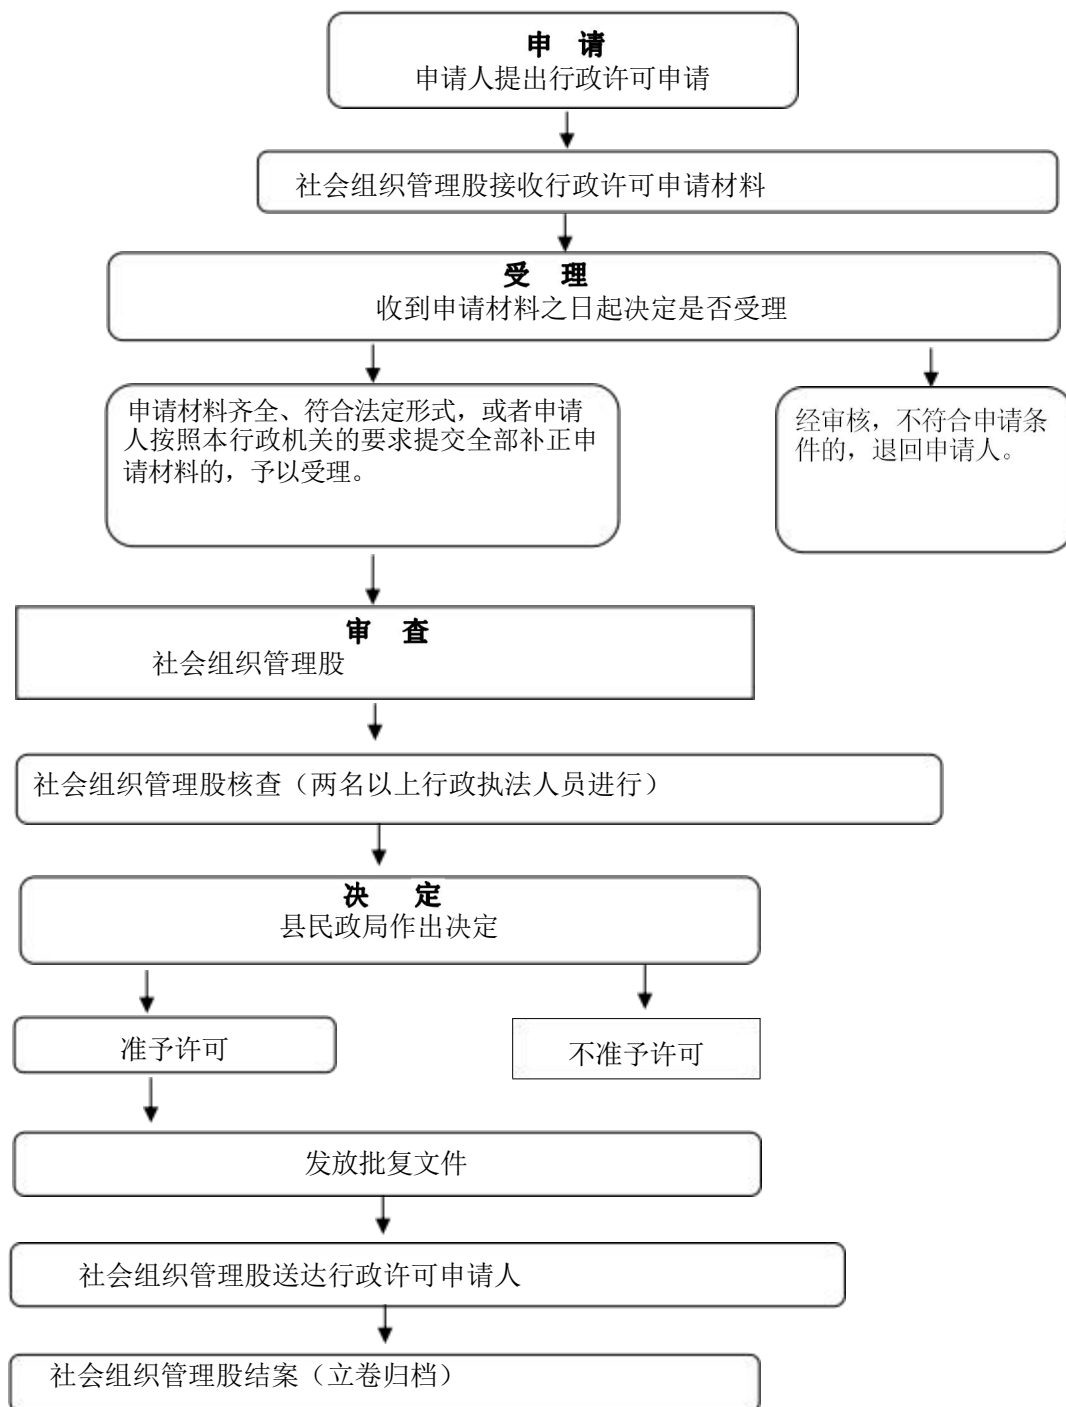 申 请
申请人提出行政许可申请
社会组织管理股接收行政许可申请材料
受 理
收到申请材料之日起决定是否受理
申请材料齐全、符合法定形式，或者申请
人按照本行政机关的要求提交全部补正申
请材料的，予以受理。
经审核，不符合申请条
件的，退回申请人。
审 查
社会组织管理股
社会组织管理股核查（两名以上行政执法人员进行）
决 定
县民政局作出决定
准予许可
不准予许可
发放批复文件
社会组织管理股送达行政许可申请人
社会组织管理股结案（立卷归档）